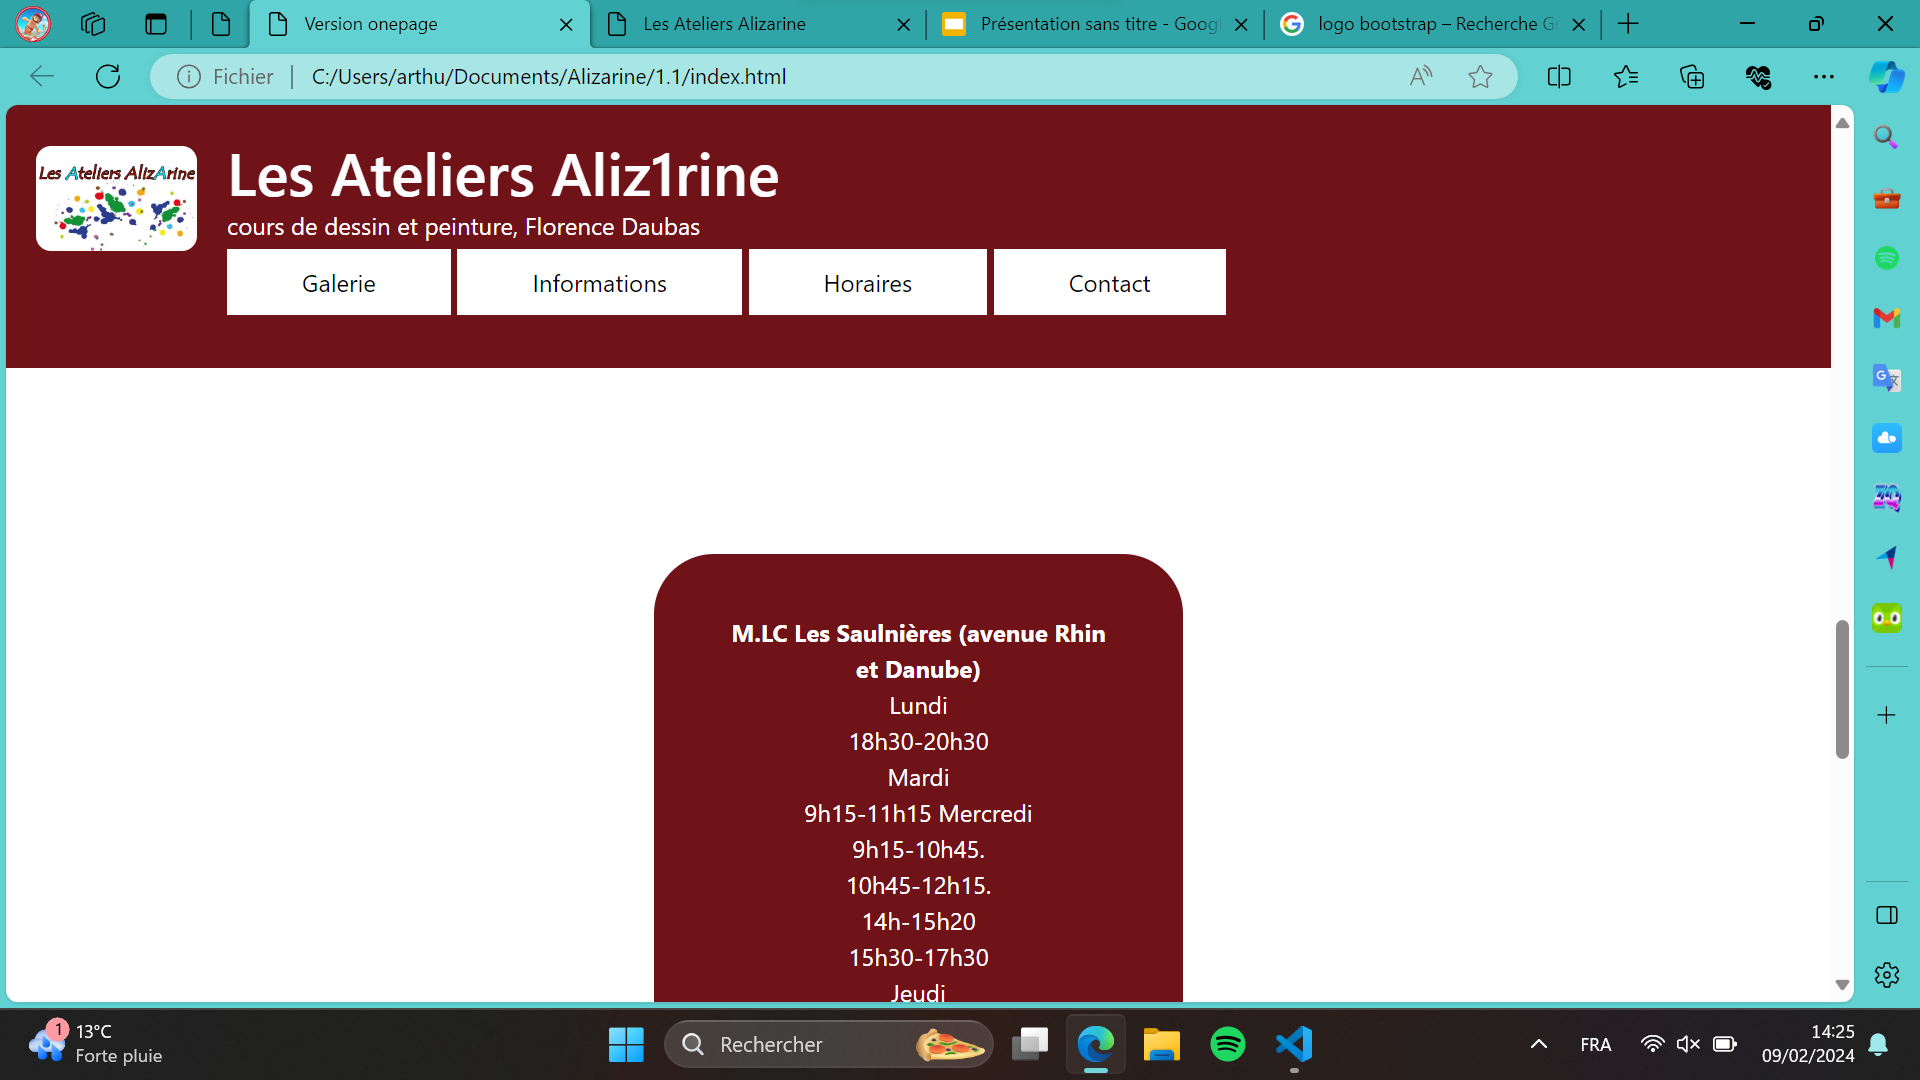 Version onepage
Les Ateliers Alizarine
Présentation sans titre - Goog
logo bootstrap – Recherche G
Fichier
C:/Users/arthu/Documents/Alizarine/1.1/index.html
Les Ateliers AlizArine
Les Ateliers Aliz1rine
cours de dessin et peinture, Florence Daubas
Galerie
Informations
Horaires
Contact
M.LC Les Saulnières (avenue Rhin
et Danube)
Lundi
18h30-20h30
Mardi
9h15-11h15 Mercredi
9h15-10h45.
10h45-12h15.
14h-15h20
15h30-17h30
Jeudi
1
13°C
Forte pluie
Rechercher
FRA
14:25
09/02/2024